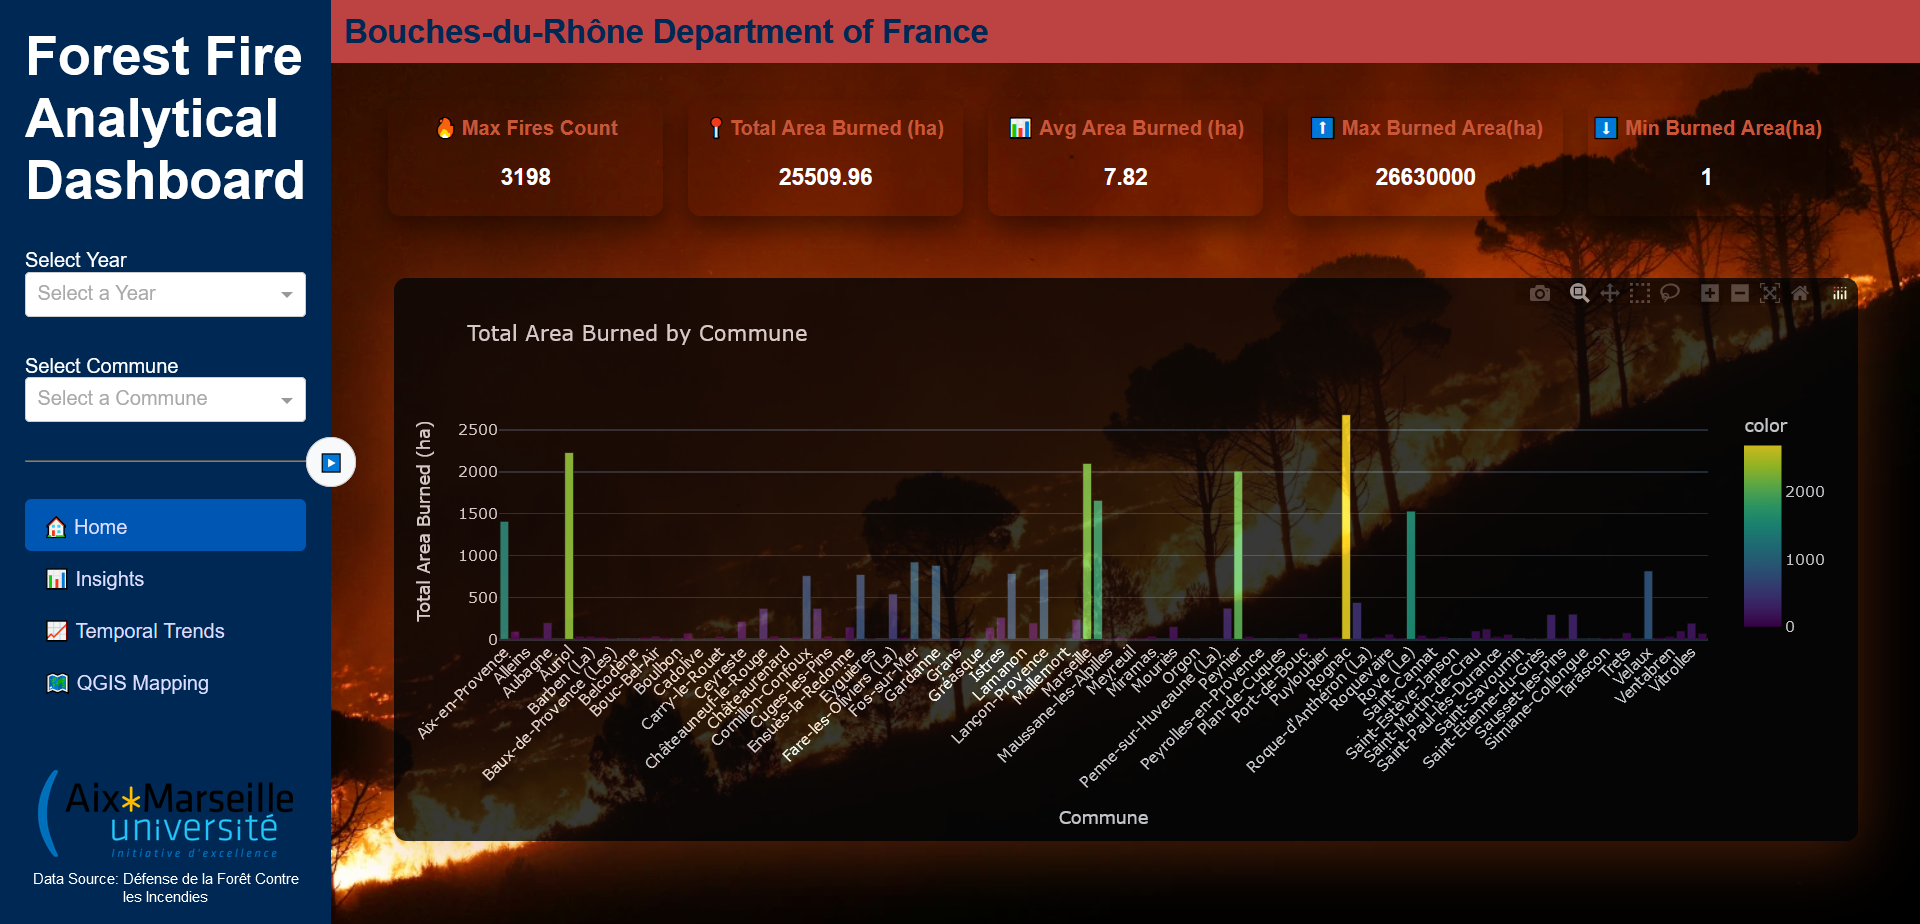 Forest Fire
Analytical
Dashboard
Select Year
Select a Year
Select Commune
Select a Commune
Home
Insights
Temporal Trends
QGIS Mapping
Aix Marseille
université
Initiative d'excellence
Data Source: Défense de la Forêt Contre
les Incendies
Bouches-du-Rhône Department of France
Max Fires Count
3198
Total Area Burned (ha)
25509.96
Avg Area Burned (ha)
7.82
Max Burned Area(ha)
26630000
Min Burned Area(ha)
1
Total Area Burned by Commune
Total Area Burned (ha)
2500
2000
1500
1000
500
0
Aix-en-Provence
Alleins
Aubagne
Auriol
Barben (La)
Baux-de-Provence (Les)
Belcodène
Bouc-Bel-Air
Boulbon
Cadolive
Carry-le-Rouet
Ceyreste
Châteauneuf-le-Rouge
Châteaurenard
Cornillon-Confoux
Cuges-les-Pins
Ensuès-la-Redonne
Eyguières
Fare-les-Oliviers (La)
Fos-sur-Mer
Gardanne
Grans
Gréasque
Istres
Lamanon
Lançon-Provence
Mallemort
Marseille
Maussane-les-Alpilles
Meyreuil
Miramas
Mouriès
Orgon
Penne-sur-Huveaune (La)
Peynier
Peyrolles-en-Provence
Plan-de-Cuques
Port-de-Bouc
Puyloubier
Rognac
Roque-d'Anthéron (La)
Roquevaire
Rove (Le)
Saint-Cannat
Saint-Estève-Janson
Saint-Martin-de-Crau
Saint-Paul-lès-Durance
Saint-Savournin
Saint-Étienne-du-Grès
Sausset-les-Pins
Simiane-Collongue
Tarascon
Trets
Velaux
Ventabren
Vitrolles
Commune
color
2000
1000
0